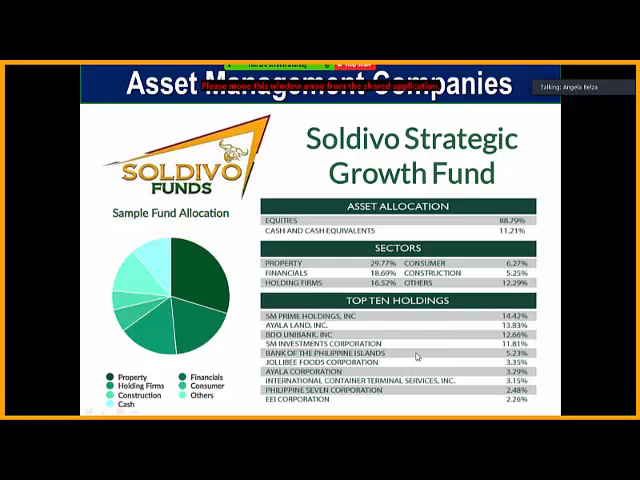 You are screen sharing
Stop Share
Asset Management Companies
Please move this window away from the shared application.
Talking: Angela Belza
SOLDIVO
FUNDS
Soldivo Strategic
Growth Fund
Sample Fund Allocation
Property
Financials
Holding Firms
Consumer
Construction
Others
Cash
ASSET ALLOCATION
EQUITIES 88.79%
CASH AND CASH EQUIVALENTS 11.21%
SECTORS
PROPERTY 29.77% CONSUMER 6.27%
FINANCIALS 18.69% CONSTRUCTION 5.25%
HOLDING FIRMS 16.52% OTHERS 12.29%
TOP TEN HOLDINGS
SM PRIME HOLDINGS, INC 14.42%
AYALA LAND, INC. 13.83%
BDO UNIBANK, INC 12.66%
SM INVESTMENTS CORPORATION 11.81%
BANK OF THE PHILIPPINE ISLANDS 5.23%
JOLLIBEE FOODS CORPORATION 3.35%
AYALA CORPORATION 3.29%
INTERNATIONAL CONTAINER TERMINAL SERVICES, INC. 3.15%
PHILIPPINE SEVEN CORPORATION 2.48%
EEI CORPORATION 2.26%